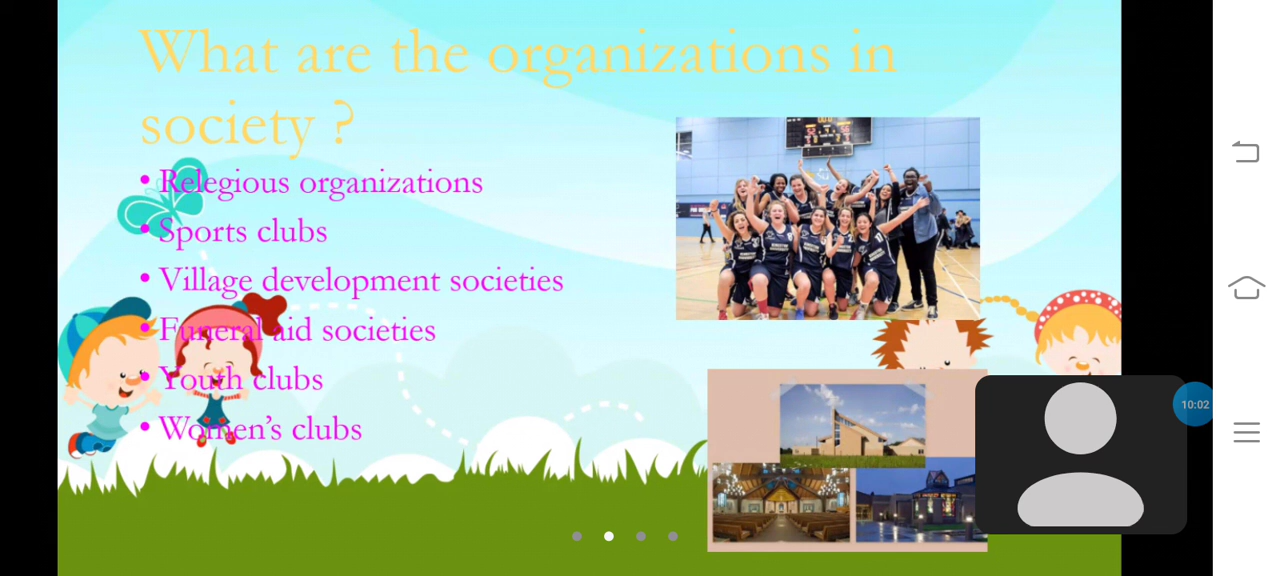 What are the organizations in
society ?
• Relegious organizations
• Sports clubs
• Village development societies
• Funeral aid societies
• Youth clubs
• Women's clubs
10:02